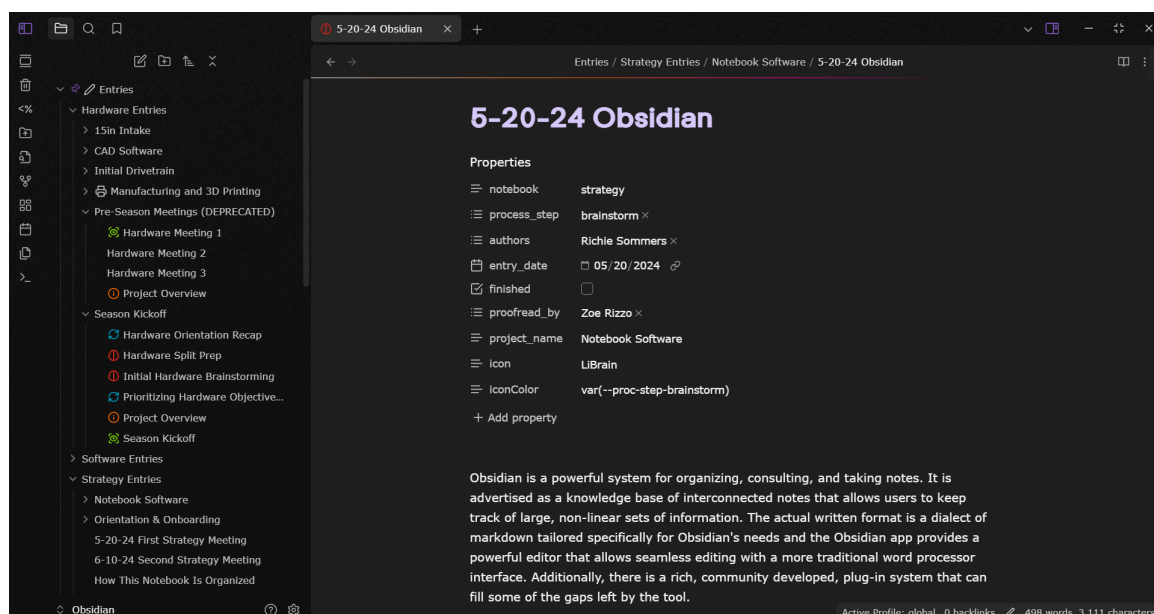 5-20-24 Obsidian
Entries / Strategy Entries / Notebook Software / 5-20-24 Obsidian
<%
>_
Entries
Hardware Entries
15in Intake
CAD Software
Initial Drivetrain
Manufacturing and 3D Printing
Pre-Season Meetings (DEPRECATED)
Hardware Meeting 1
Hardware Meeting 2
Hardware Meeting 3
Project Overview
Season Kickoff
Hardware Orientation Recap
Hardware Split Prep
Initial Hardware Brainstorming
Prioritizing Hardware Objective...
Project Overview
Season Kickoff
Software Entries
Strategy Entries
Notebook Software
Orientation & Onboarding
5-20-24 First Strategy Meeting
6-10-24 Second Strategy Meeting
How This Notebook Is Organized
Obsidian
5-20-24 Obsidian
Properties
notebook strategy
process_step brainstorm ×
authors Richie Sommers ×
entry_date 05/20/2024
finished
proofread_by Zoe Rizzo ×
project_name Notebook Software
icon LiBrain
iconColor var(--proc-step-brainstorm)
+ Add property
Obsidian is a powerful system for organizing, consulting, and taking notes. It is
advertised as a knowledge base of interconnected notes that allows users to keep
track of large, non-linear sets of information. The actual written format is a dialect of
markdown tailored specifically for Obsidian's needs and the Obsidian app provides a
powerful editor that allows seamless editing with a more traditional word processor
interface. Additionally, there is a rich, community developed, plug-in system that can
fill some of the gaps left by the tool.
Active Profile: global 0 backlinks 498 words 3,111 characters